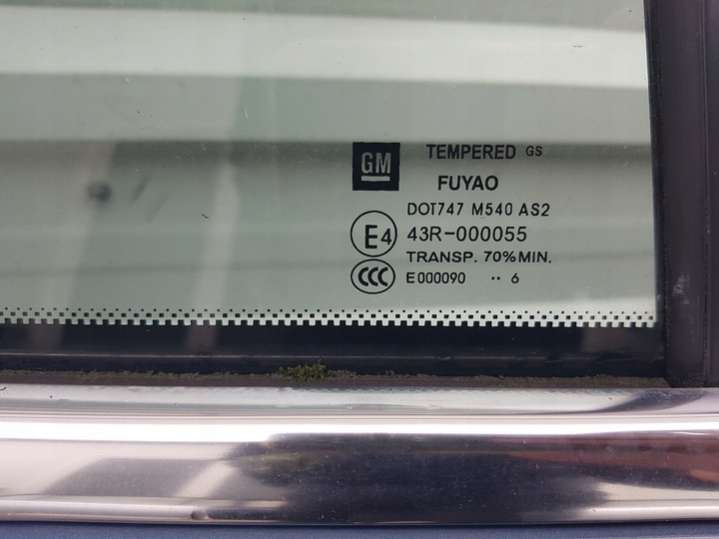 GM
TEMPERED GS
FUYAO
DOT747 M540 AS2
E4 43R-000055
TRANSP. 70%MIN.
CCC E000090 ·· 6